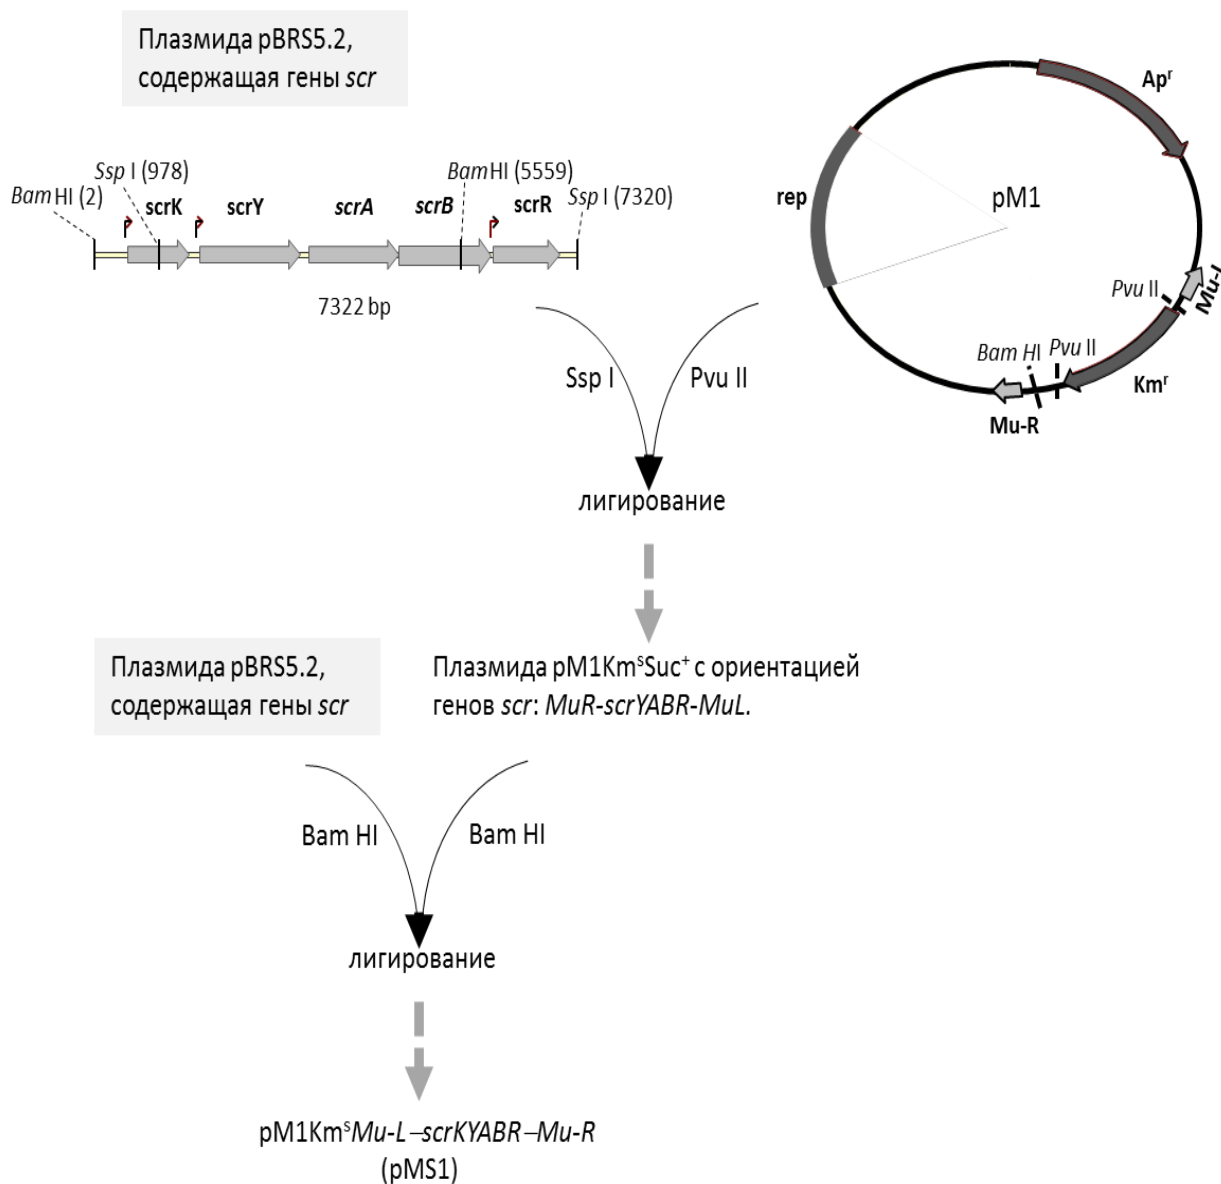 Плазмида pBRS5.2,
содержащая гены scr
Ssp I (978)
BamHI (5559)
Bam HI (2)
scrK
scrY
scrA
scrB
scrR
Ssp I (7320)
7322 bp
Apʳ
rep
pM1
Pvu II
Mu-L
Bam HI
Pvu II
Kmʳ
Mu-R
Ssp I
Pvu II
лигирование
Плазмида pBRS5.2,
содержащая гены scr
Плазмида pM1KmˢSuc⁺ с ориентацией
генов scr: MuR-scrYABR-MuL.
Bam HI
Bam HI
лигирование
pM1KmˢMu-L–scrKYABR–Mu-R
(pMS1)